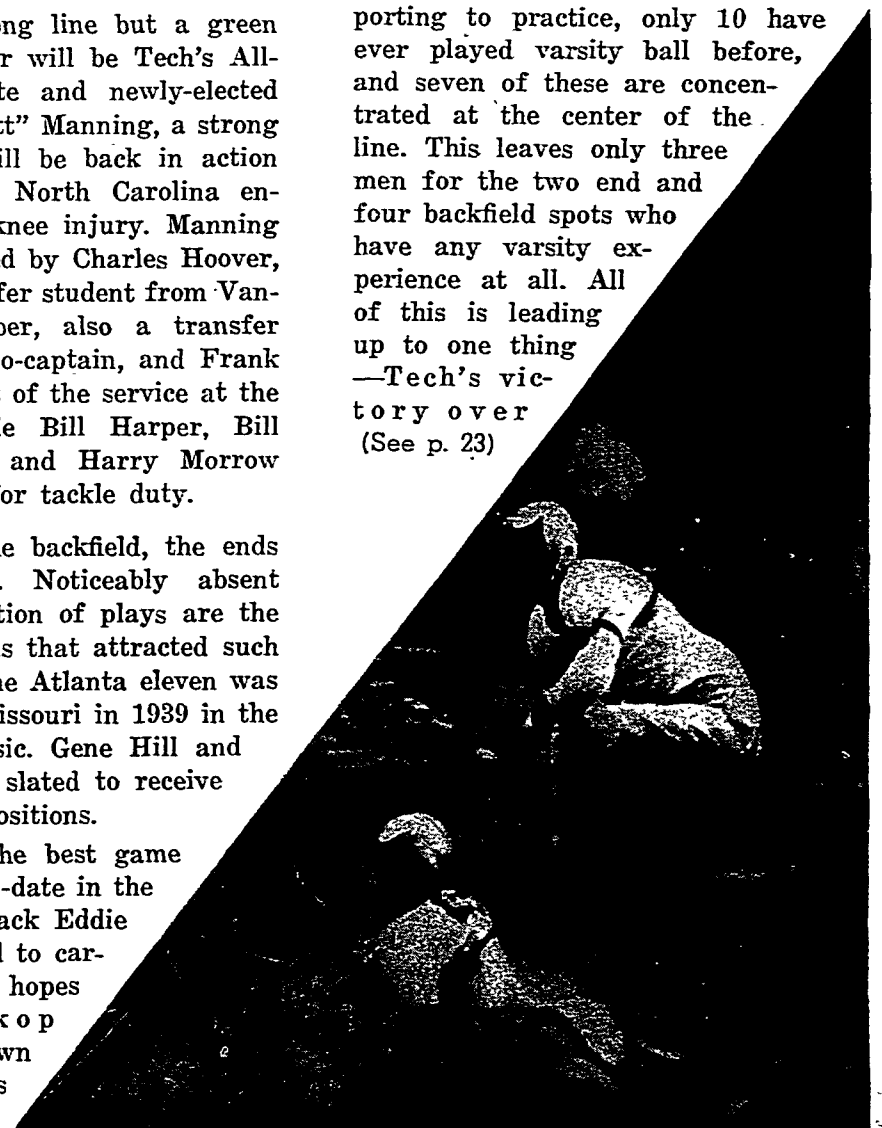 ng line but a green
r will be Tech's All-
te and newly-elected
tt" Manning, a strong
ill be back in action
North Carolina en-
knee injury. Manning
d by Charles Hoover,
fer student from Van-
per, also a transfer
o-captain, and Frank
of the service at the
e Bill Harper, Bill
and Harry Morrow
for tackle duty.
e backfield, the ends
. Noticeably absent
tion of plays are the
s that attracted such
he Atlanta eleven was
issouri in 1939 in the
sic. Gene Hill and
slated to receive
ositions.
he best game
-date in the
ack Eddie
d to car-
hopes
k o p
wn
s
porting to practice, only 10 have
ever played varsity ball before,
and seven of these are concen-
trated at the center of the
line. This leaves only three
men for the two end and
four backfield spots who
have any varsity ex-
perience at all. All
of this is leading
up to one thing
—Tech's vic-
tory over
(See p. 23)